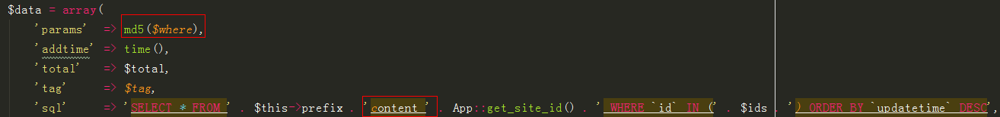 $data = array(
'params' => md5($where),
'addtime' => time(),
'total' => $total,
'tag' => $tag,
'sql' => 'SELECT * FROM ' . $this->prefix . 'content_' . App::get_site_id() . ' WHERE `id` IN (' . $ids . ') ORDER BY `updatetime` DESC',